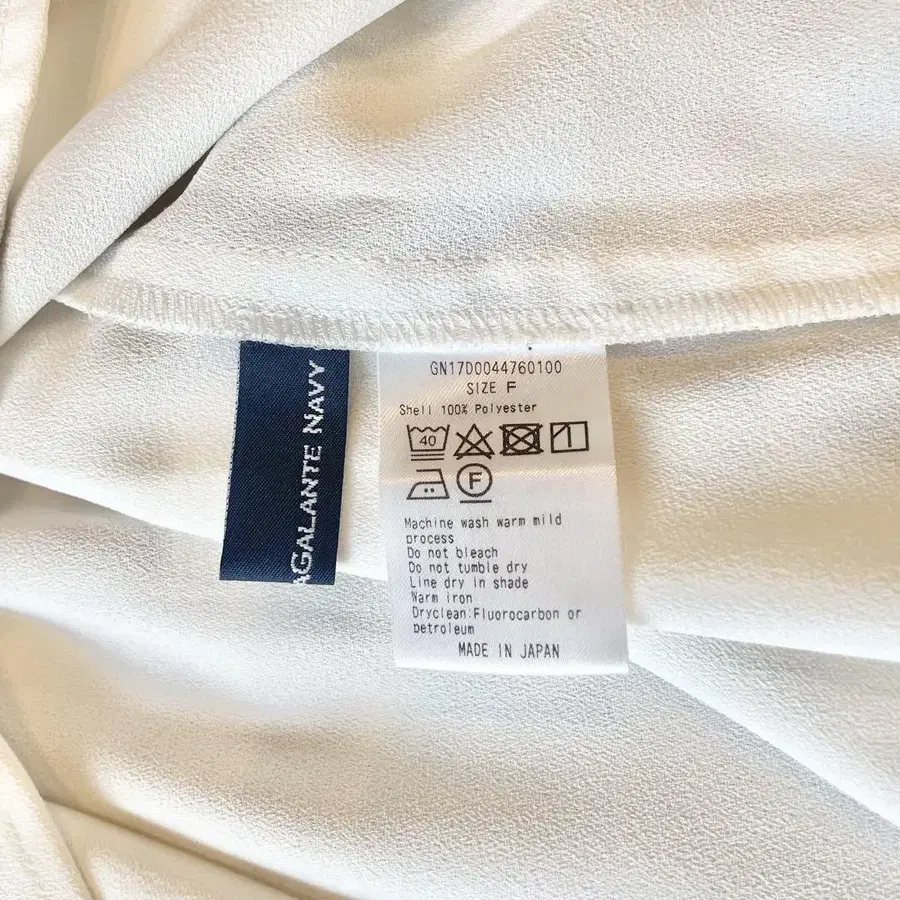 AGALANTE NAVY
GN17D0044760100
SIZE F
Shell 100% Polyester
40
F
Machine wash warm mild
process
Do not bleach
Do not tumble dry
Line dry in shade
Warm iron
Dryclean:Fluorocarbon or
petroleum
MADE IN JAPAN